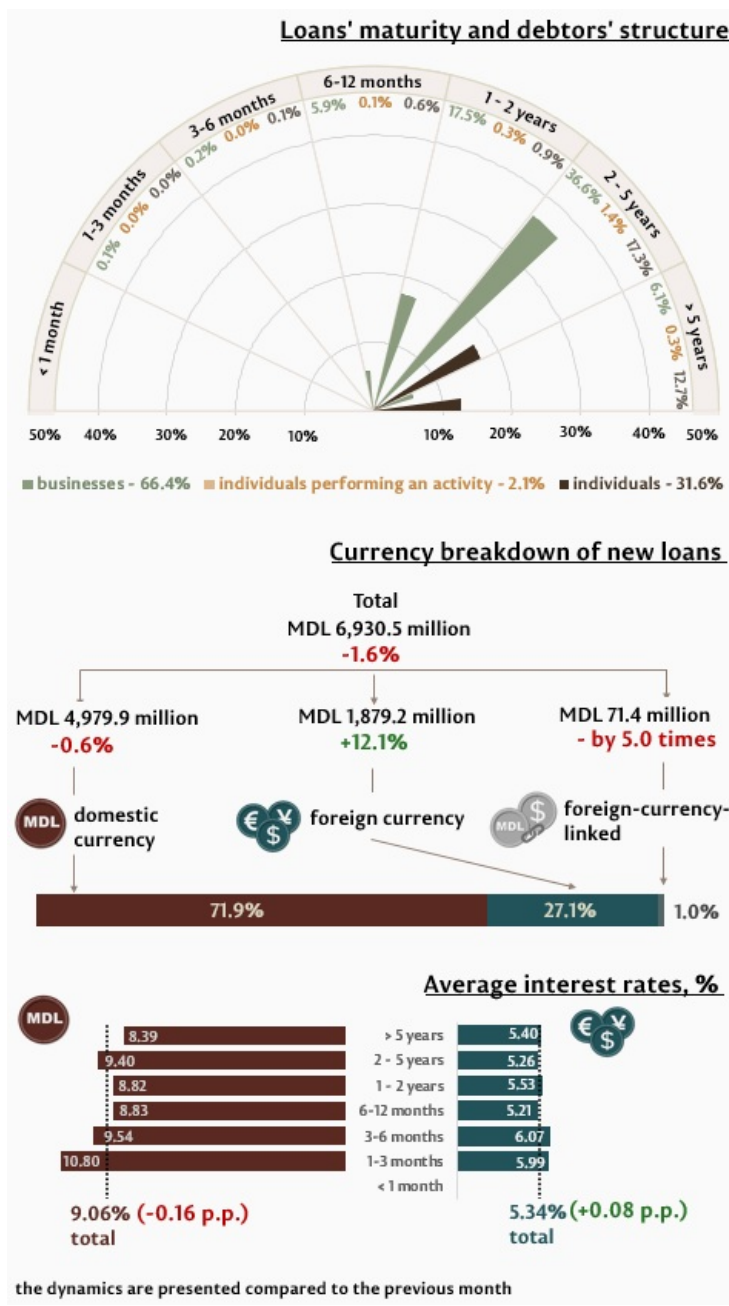 Loans' maturity and debtors' structure
< 1 month
1-3 months
0.1% 0.0% 0.0%
3-6 months
0.2% 0.0% 0.1%
6-12 months
5.9% 0.1% 0.6%
1 - 2 years
17.5% 0.3% 0.9%
2 - 5 years
36.6% 1.4% 17.3%
> 5 years
6.1% 0.3% 12.7%
50% 40% 30% 20% 10% 10% 20% 30% 40% 50%
businesses - 66.4% individuals performing an activity - 2.1% individuals - 31.6%
Currency breakdown of new loans
Total
MDL 6,930.5 million
-1.6%
MDL 4,979.9 million
-0.6%
MDL 1,879.2 million
+12.1%
MDL 71.4 million
- by 5.0 times
MDL
domestic
currency
€ ¥
$
foreign currency
MDL $
foreign-currency-
linked
71.9% 27.1% 1.0%
Average interest rates, %
MDL
€ ¥
$
8.39 > 5 years 5.40
9.40 2 - 5 years 5.26
8.82 1 - 2 years 5.53
8.83 6-12 months 5.21
9.54 3-6 months 6.07
10.80 1-3 months 5.99
< 1 month
9.06% (-0.16 p.p.)
total
5.34% (+0.08 p.p.)
total
the dynamics are presented compared to the previous month